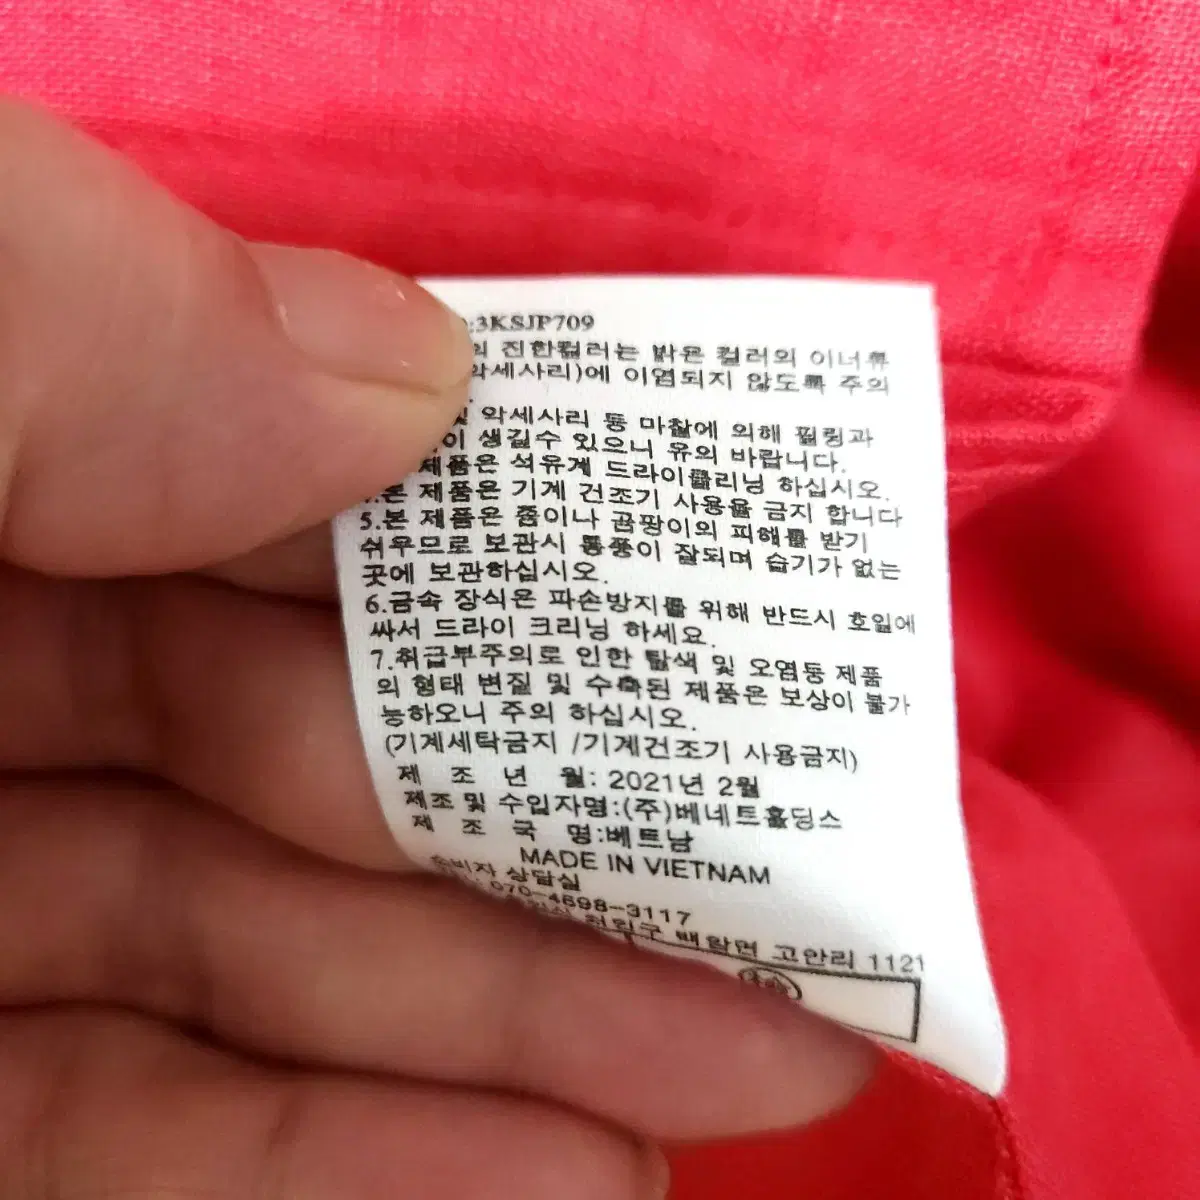 :3KSJP709
의 진한컬러는 밝은 컬러의 이너류
악세사리)에 이염되지 않도록 주의
및 악세사리 등 마찰에 의해 필링과
이 생길수 있으니 유의 바랍니다.
제품은 석유계 드라이클리닝 하십시오.
본 제품은 기계 건조기 사용을 금지 합니다
5.본 제품은 좀이나 곰팡이의 피해를 받기
쉬우므로 보관시 통풍이 잘되며 습기가 없는
곳에 보관하십시오.
6.금속 장식은 파손방지를 위해 반드시 호일에
싸서 드라이 크리닝 하세요.
7.취급부주의로 인한 탈색 및 오염등 제품
의 형태 변질 및 수축된 제품은 보상이 불가
능하오니 주의 하십시오.
(기계세탁금지 /기계건조기 사용금지)
제 조 년 월: 2021년 2월
제조 및 수입자명:(주)베네트홀딩스
제 조 국 명:베트남
MADE IN VIETNAM
소비자 상담실
070-4698-3117
처인구 백암면 고안리 1121